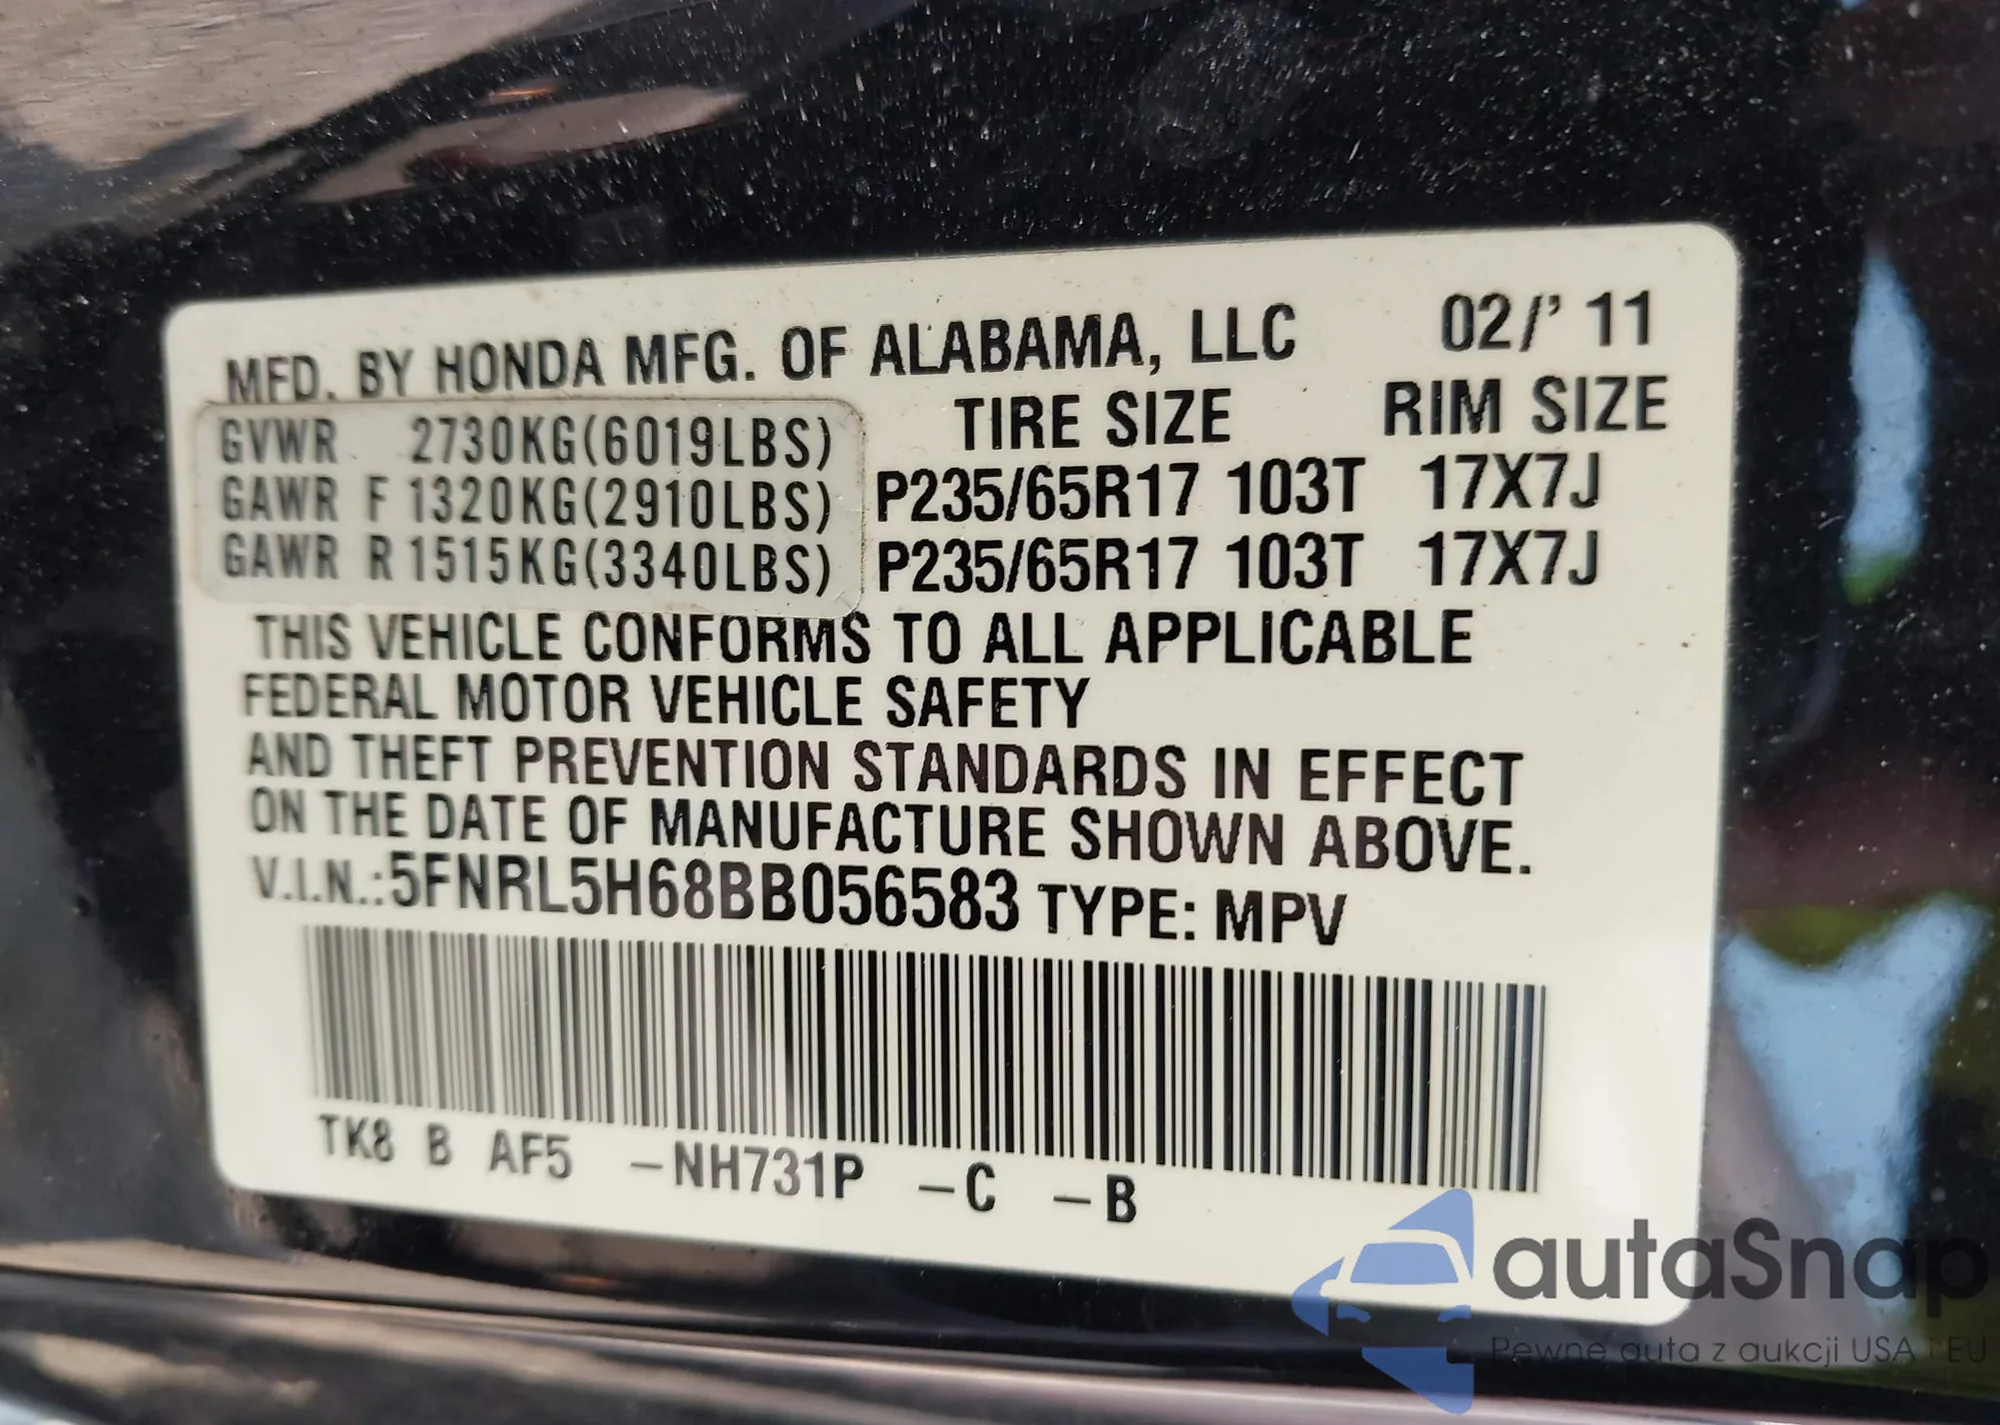 MFD. BY HONDA MFG. OF ALABAMA, LLC 02/' 11
TIRE SIZE RIM SIZE
GVWR 2730KG(6019LBS)
GAWR F 1320KG(2910LBS) P235/65R17 103T 17X7J
GAWR R 1515KG(3340LBS) P235/65R17 103T 17X7J
THIS VEHICLE CONFORMS TO ALL APPLICABLE
FEDERAL MOTOR VEHICLE SAFETY
AND THEFT PREVENTION STANDARDS IN EFFECT
ON THE DATE OF MANUFACTURE SHOWN ABOVE.
V.I.N.:5FNRL5H68BB056583 TYPE: MPV
TK8 B AF5 –NH731P –C –B
autaSnap
Pewne auta z aukcji USA i EU